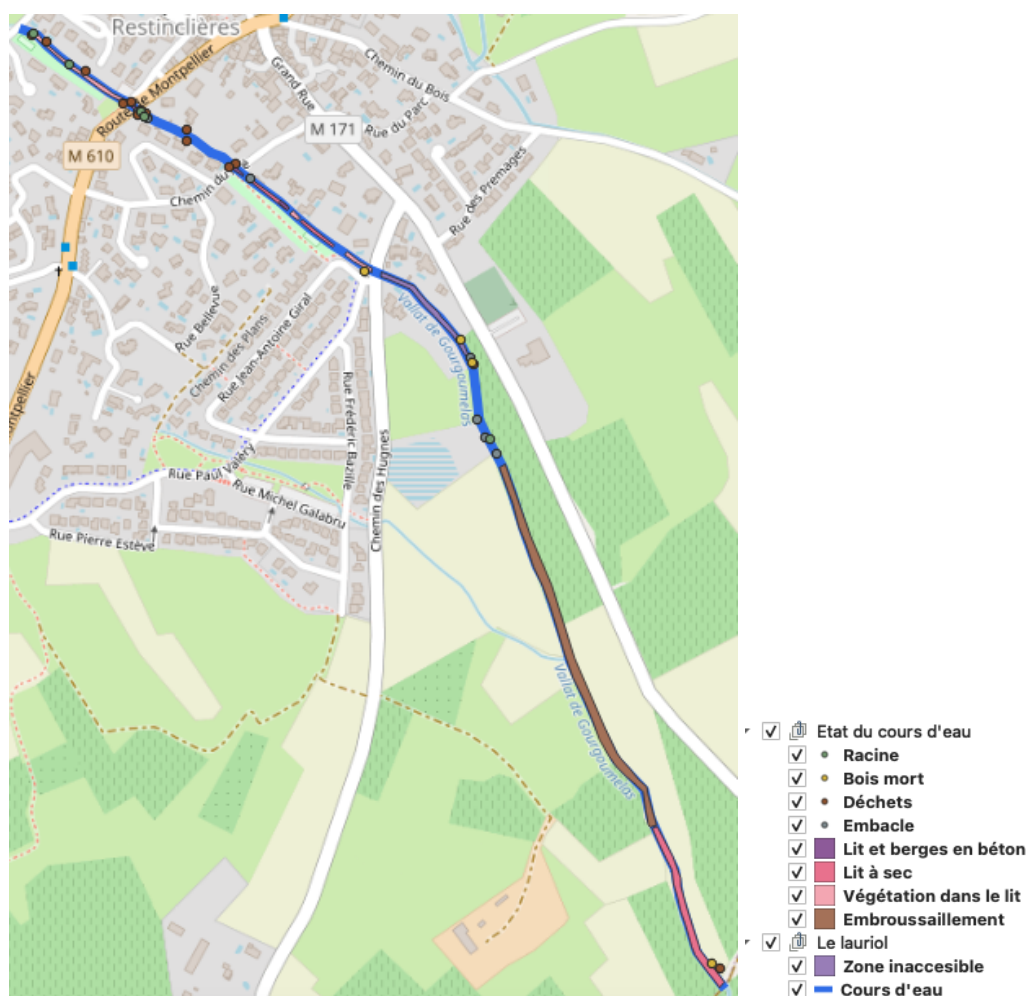 Restinclières
Route de Montpellier
Grand Rue
Chemin du Bois
M 171
Rue du Parc
M 610
Chemin du
Rue des Premages
Rue Bellevue
Vallat de Gourgoumelas
Chemin des Plans
Rue Jean-Antoine Giral
ntpellier
Rue Frédéric Bazille
Chemin des Hugnes
Rue Paul Valéry
Rue Michel Galabru
Rue Pierre Estève
Vallat de Gourgoumelas
Etat du cours d'eau
Racine
Bois mort
Déchets
Embacle
Lit et berges en béton
Lit à sec
Végétation dans le lit
Embroussaillement
Le lauriol
Zone inaccesible
Cours d'eau